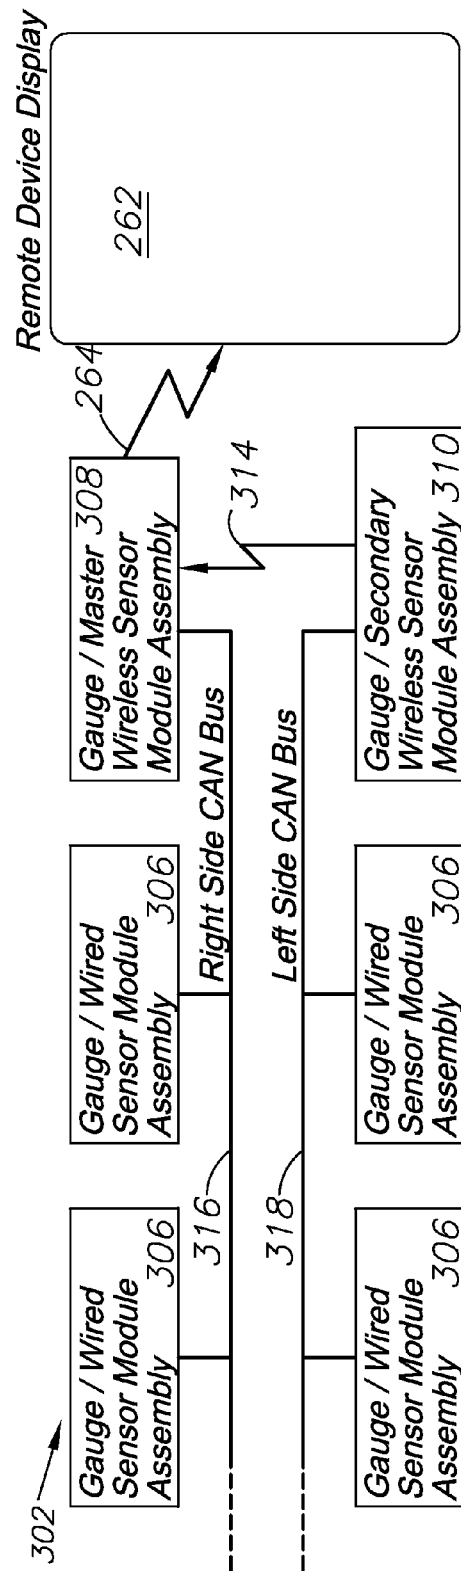 302
Gauge / Wired
Sensor Module
Assembly 306
Gauge / Wired
Sensor Module
Assembly 306
Gauge / Master 308
Wireless Sensor
Module Assembly
264
Remote Device Display
262
316
Right Side CAN Bus
314
318
Left Side CAN Bus
Gauge / Wired
Sensor Module
Assembly 306
Gauge / Wired
Sensor Module
Assembly 306
Gauge / Secondary
Wireless Sensor
Module Assembly 310